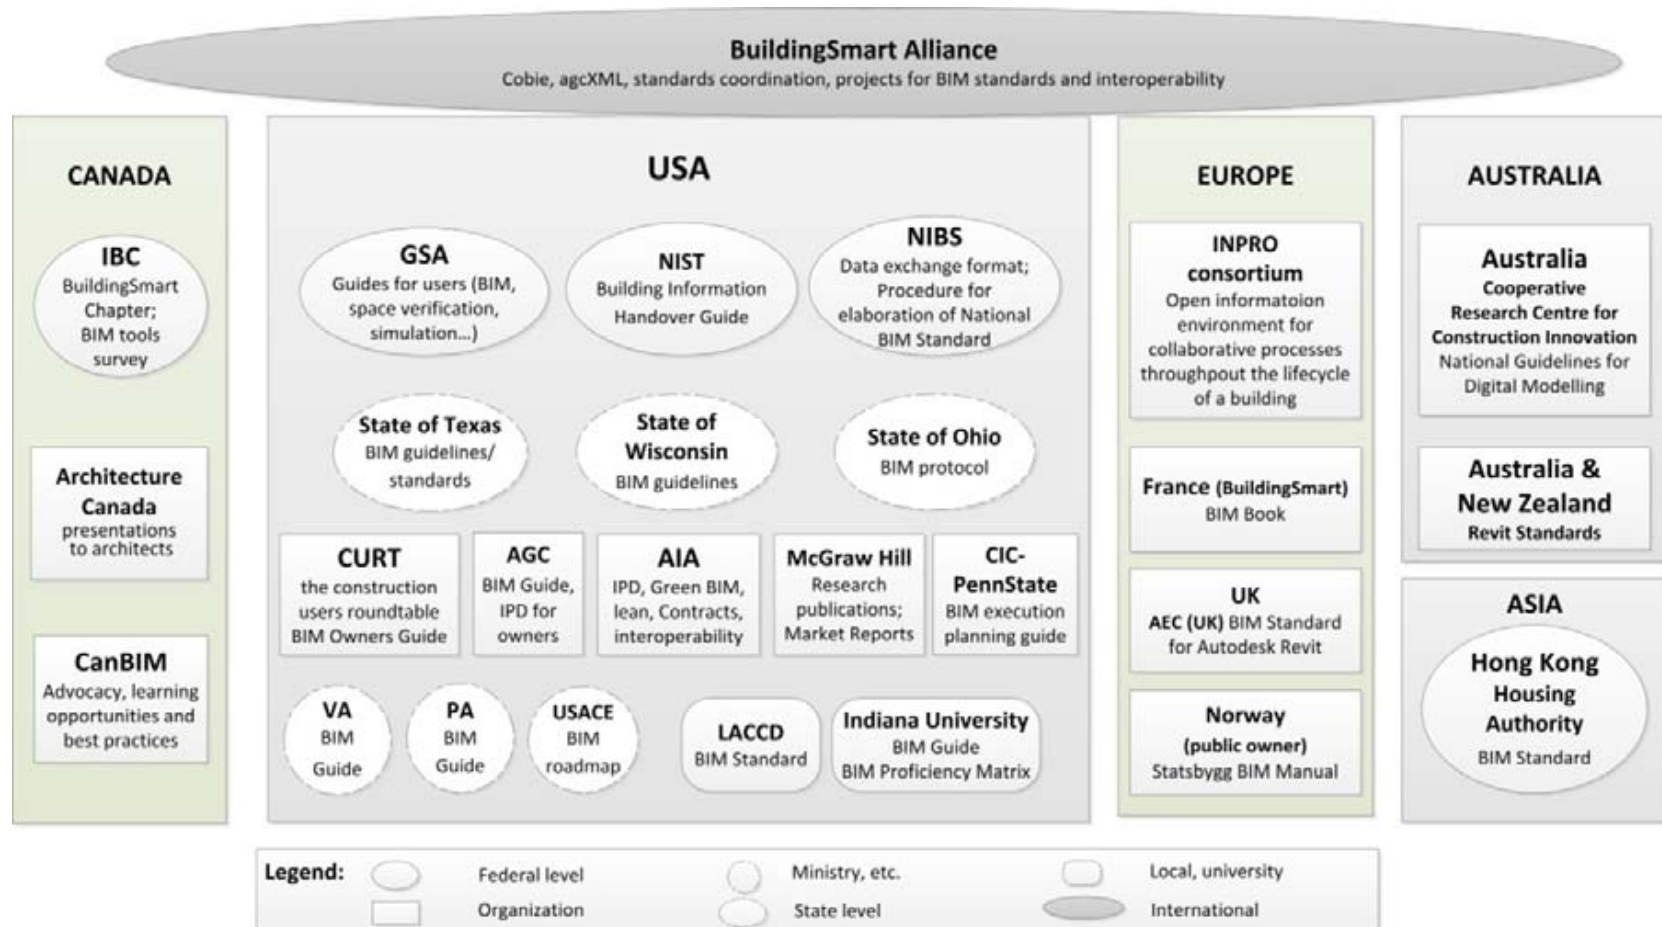 BuildingSmart Alliance
Cobie, agcXML, standards coordination, projects for BIM standards and interoperability
CANADA
IBC
BuildingSmart
Chapter;
BIM tools
survey
Architecture
Canada
presentations
to architects
CanBIM
Advocacy, learning
opportunities and
best practices
USA
GSA
Guides for users (BIM,
space verification,
simulation...)
NIST
Building Information
Handover Guide
NIBS
Data exchange format;
Procedure for
elaboration of National
BIM Standard
State of Texas
BIM guidelines/
standards
State of
Wisconsin
BIM guidelines
State of Ohio
BIM protocol
CURT
the construction
users roundtable
BIM Owners Guide
AGC
BIM Guide,
IPD for
owners
AIA
IPD, Green BIM,
lean, Contracts,
interoperability
McGraw Hill
Research
publications;
Market Reports
CIC-
PennState
BIM execution
planning guide
VA
BIM
Guide
PA
BIM
Guide
USACE
BIM
roadmap
LACCD
BIM Standard
Indiana University
BIM Guide
BIM Proficiency Matrix
EUROPE
INPRO
consortium
Open informatoion
environment for
collaborative processes
throughpout the lifecycle
of a building
France (BuildingSmart)
BIM Book
UK
AEC (UK) BIM Standard
for Autodesk Revit
Norway
(public owner)
Statsbygg BIM Manual
AUSTRALIA
Australia
Cooperative
Research Centre for
Construction Innovation
National Guidelines for
Digital Modelling
Australia &
New Zealand
Revit Standards
ASIA
Hong Kong
Housing
Authority
BIM Standard
Legend:
Federal level
Ministry, etc.
Local, university
Organization
State level
International